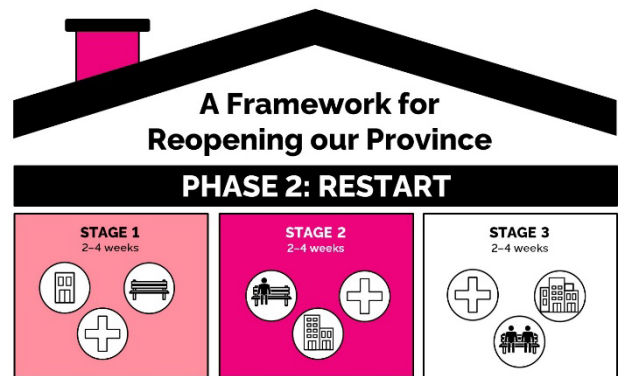 A Framework for
Reopening our Province
PHASE 2: RESTART
STAGE 1
2–4 weeks
STAGE 2
2–4 weeks
STAGE 3
2–4 weeks